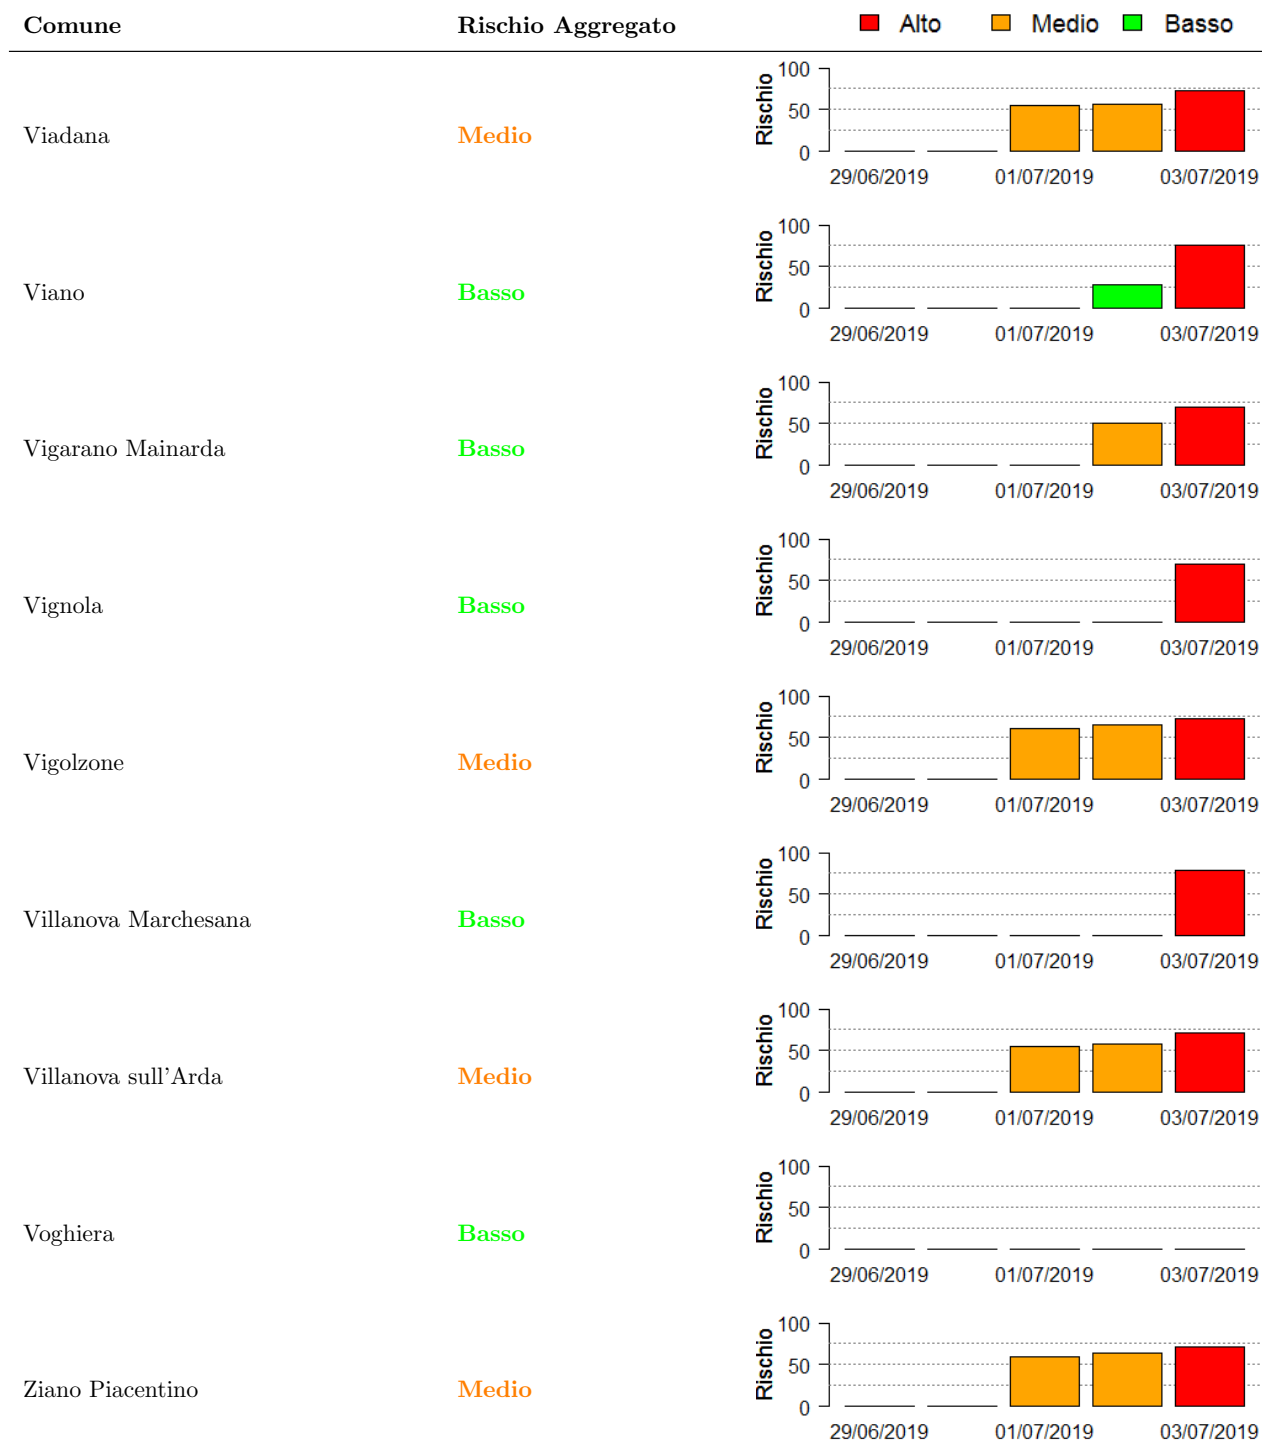 Comune Rischio Aggregato Alto Medio Basso
Viadana Medio
Rischio
100
50
0
29/06/2019 01/07/2019 03/07/2019
Viano Basso
Rischio
100
50
0
29/06/2019 01/07/2019 03/07/2019
Vigarano Mainarda Basso
Rischio
100
50
0
29/06/2019 01/07/2019 03/07/2019
Vignola Basso
Rischio
100
50
0
29/06/2019 01/07/2019 03/07/2019
Vigolzone Medio
Rischio
100
50
0
29/06/2019 01/07/2019 03/07/2019
Villanova Marchesana Basso
Rischio
100
50
0
29/06/2019 01/07/2019 03/07/2019
Villanova sull'Arda Medio
Rischio
100
50
0
29/06/2019 01/07/2019 03/07/2019
Voghiera Basso
Rischio
100
50
0
29/06/2019 01/07/2019 03/07/2019
Ziano Piacentino Medio
Rischio
100
50
0
29/06/2019 01/07/2019 03/07/2019